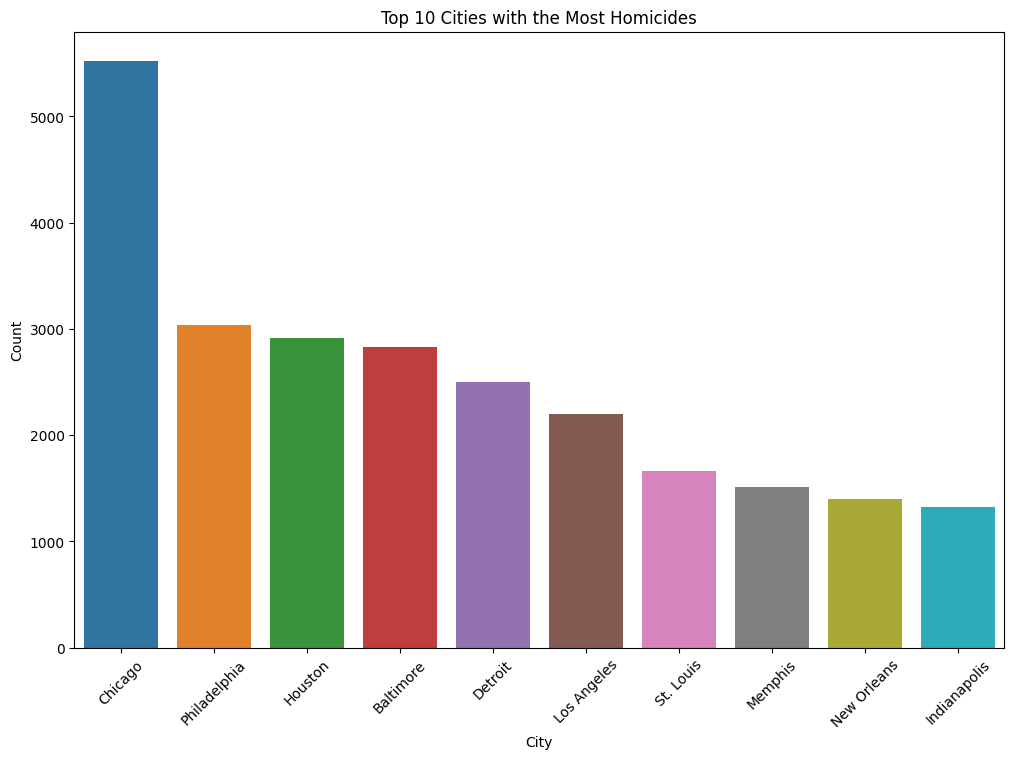 Top 10 Cities with the Most Homicides
Count
5000
4000
3000
2000
1000
0
Chicago
Philadelphia
Houston
Baltimore
Detroit
Los Angeles
St. Louis
Memphis
New Orleans
Indianapolis
City